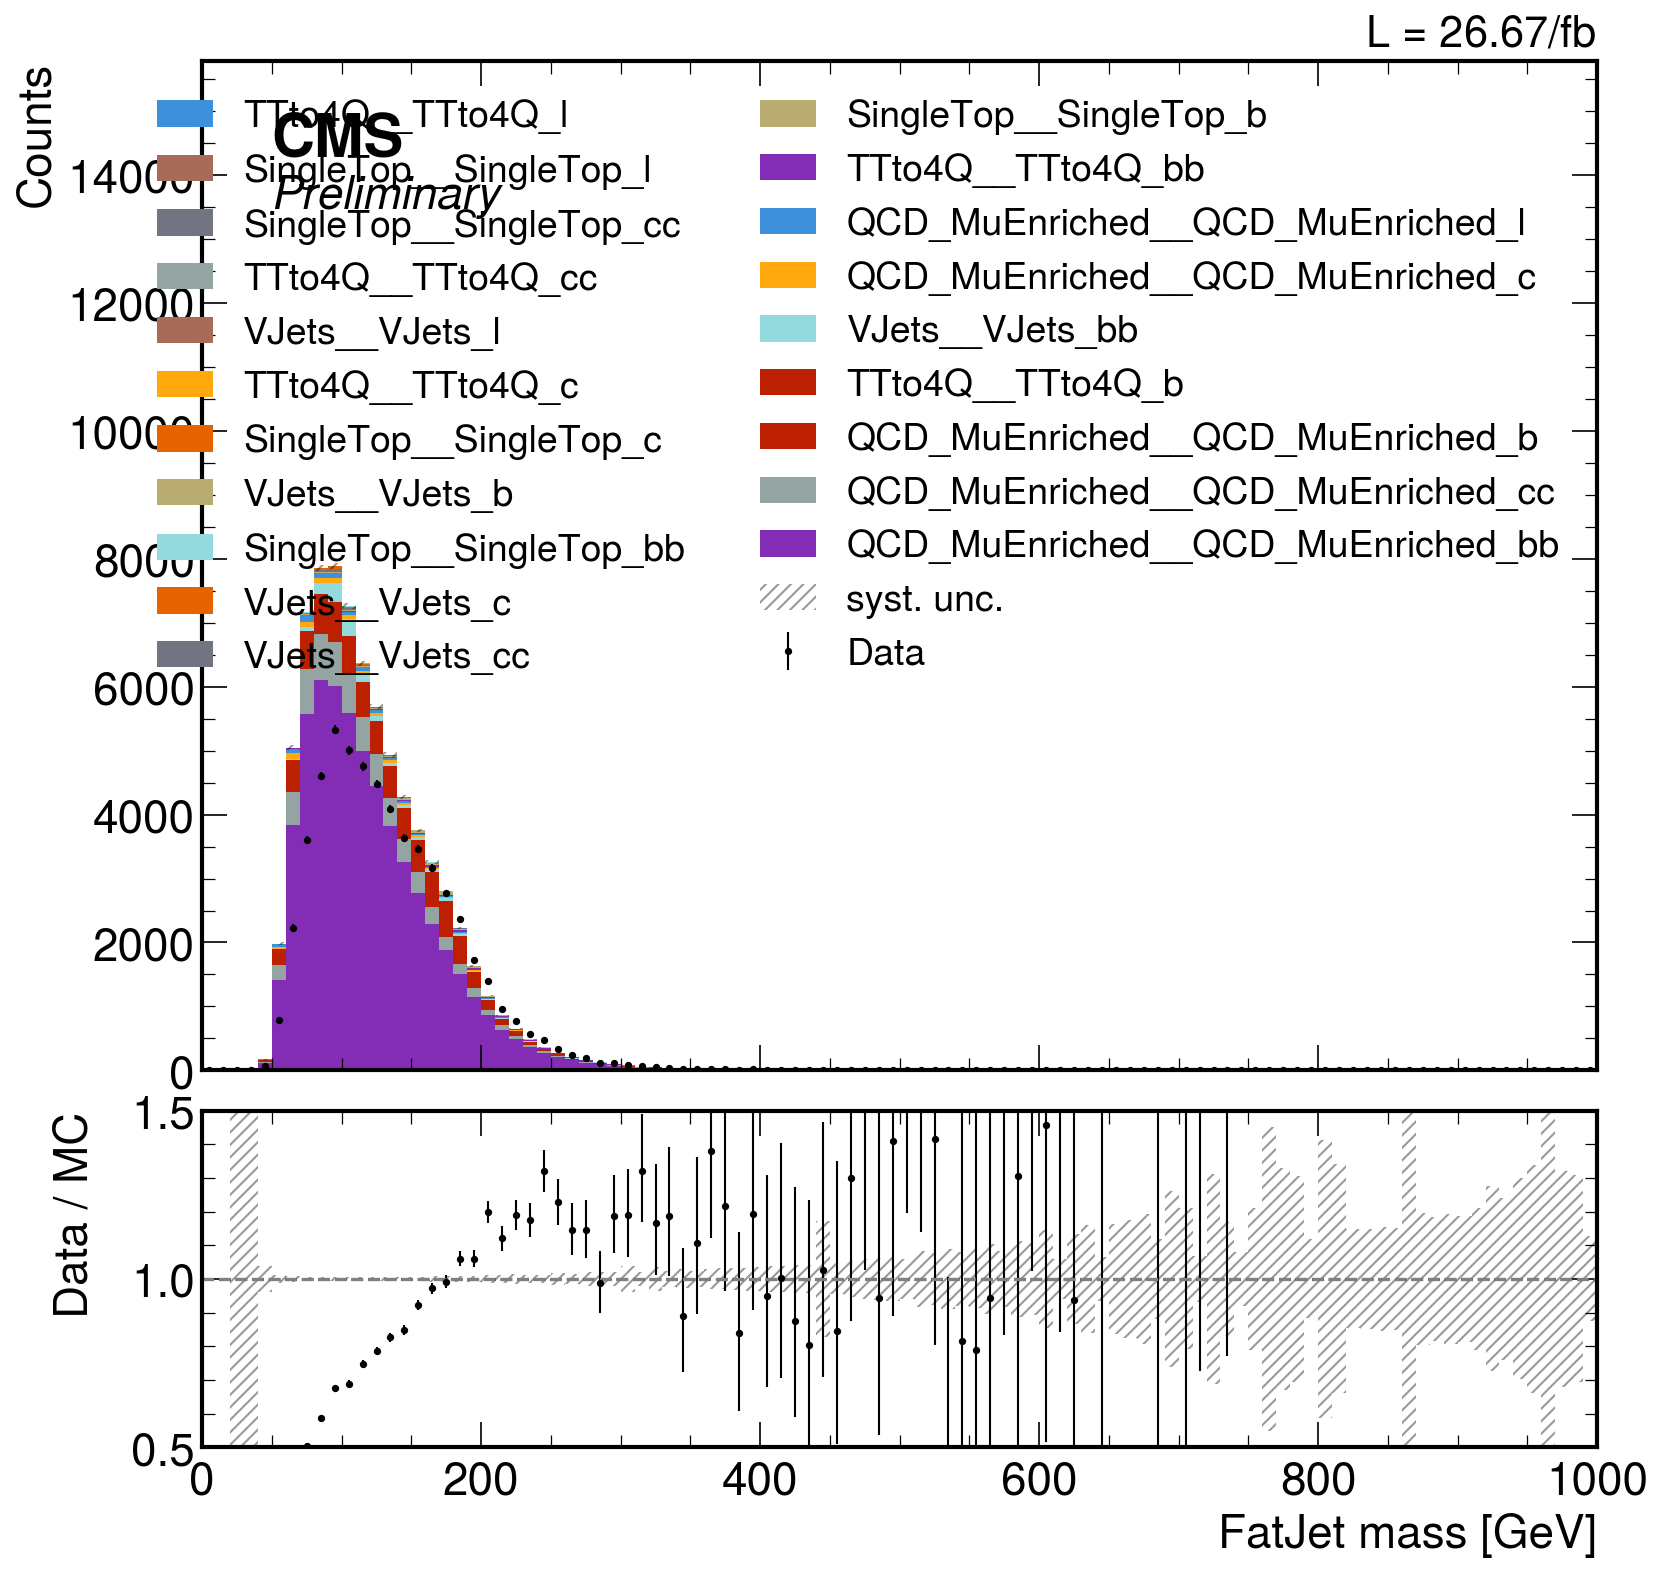 L = 26.67/fb
Counts
CMS
Preliminary
TTto4Q__TTto4Q_l
SingleTop__SingleTop_l
SingleTop__SingleTop_cc
TTto4Q__TTto4Q_cc
VJets__VJets_l
TTto4Q__TTto4Q_c
SingleTop__SingleTop_c
VJets__VJets_b
SingleTop__SingleTop_bb
VJets__VJets_c
VJets__VJets_cc
SingleTop__SingleTop_b
TTto4Q__TTto4Q_bb
QCD_MuEnriched__QCD_MuEnriched_l
QCD_MuEnriched__QCD_MuEnriched_c
VJets__VJets_bb
TTto4Q__TTto4Q_b
QCD_MuEnriched__QCD_MuEnriched_b
QCD_MuEnriched__QCD_MuEnriched_cc
QCD_MuEnriched__QCD_MuEnriched_bb
syst. unc.
Data
14000
12000
10000
8000
6000
4000
2000
0
Data / MC
1.5
1.0
0.5
0
200
400
600
800
1000
FatJet mass [GeV]